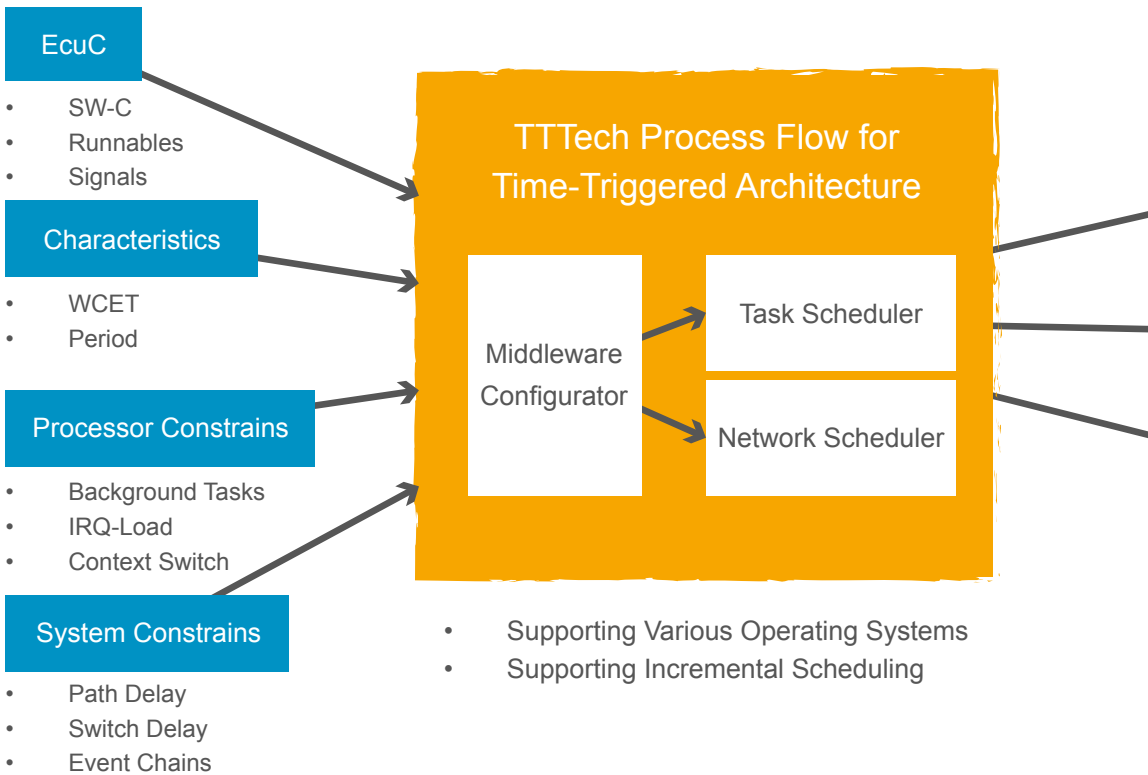 EcuC
• SW-C
• Runnables
• Signals
Characteristics
• WCET
• Period
Processor Constrains
• Background Tasks
• IRQ-Load
• Context Switch
System Constrains
• Path Delay
• Switch Delay
• Event Chains
TTTech Process Flow for
Time-Triggered Architecture
Middleware
Configurator
Task Scheduler
Network Scheduler
• Supporting Various Operating Systems
• Supporting Incremental Scheduling